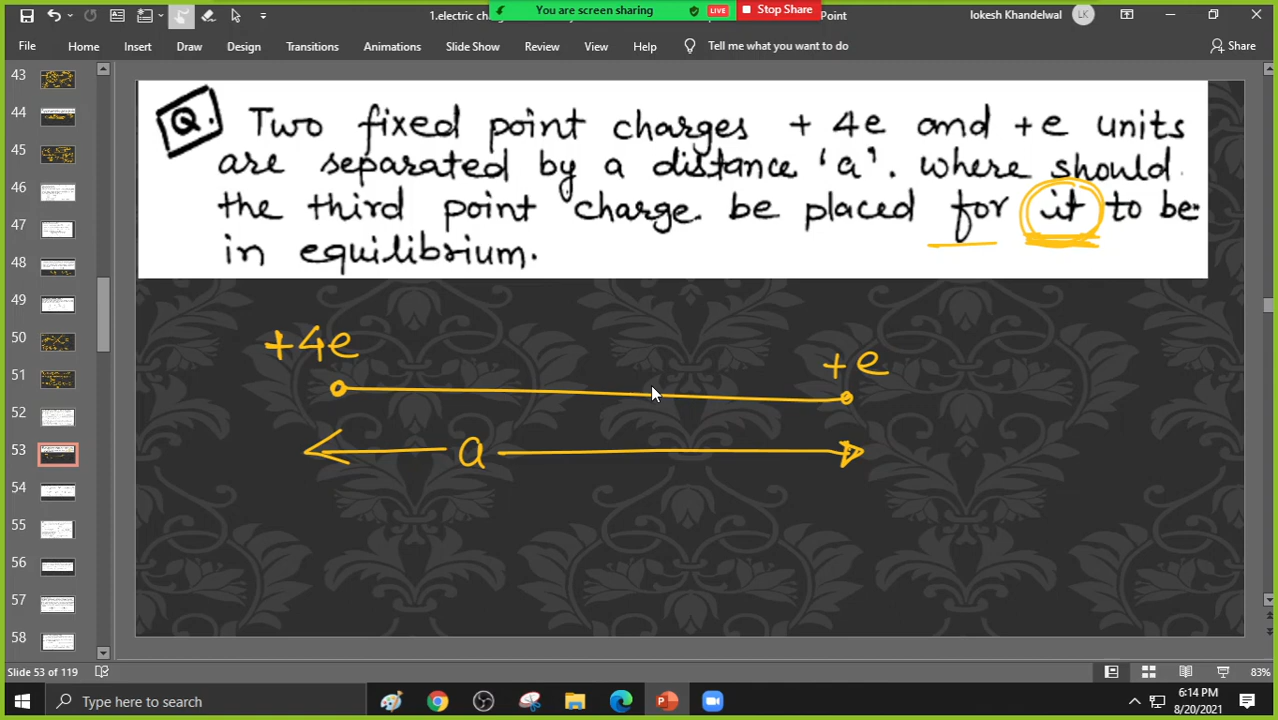 1.electric
You are screen sharing
LIVE
Stop Share
Point
lokesh Khandelwal
LK
File
Home
Insert
Draw
Design
Transitions
Animations
Slide Show
Review
View
Help
Tell me what you want to do
Share
43
44
45
46
47
48
49
50
51
52
53
54
55
56
57
58
Q. Two fixed point charges + 4e and +e units
are separated by a distance 'a'. where should
the third point charge. be placed for it to be
in equilibrium.
+4e
+e
a
Slide 53 of 119
83%
Type here to search
6:14 PM
8/20/2021